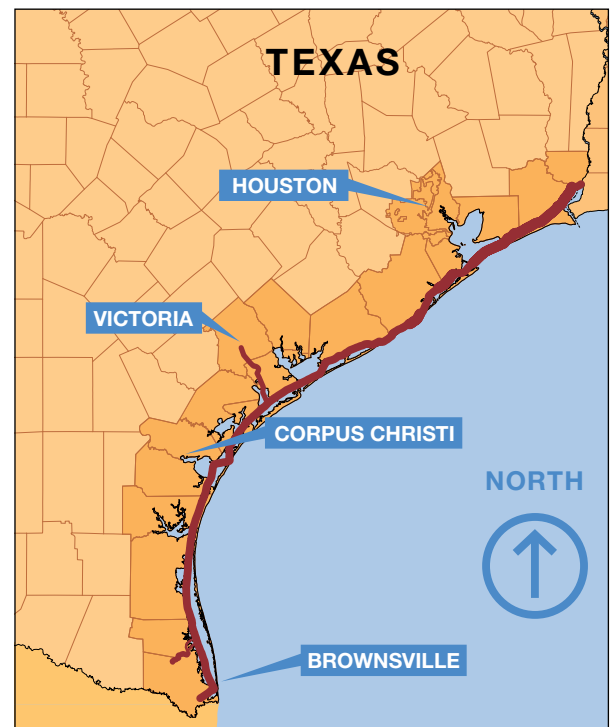 TEXAS
HOUSTON
VICTORIA
CORPUS CHRISTI
NORTH
BROWNSVILLE